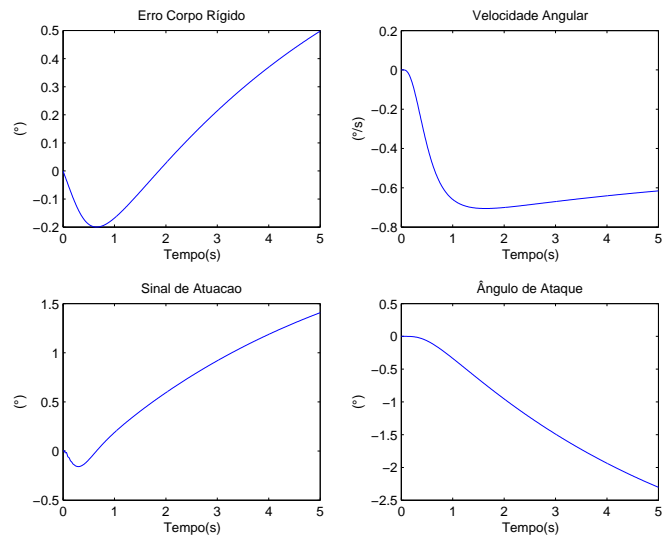 Erro Corpo Rígido
0.5
0.4
0.3
0.2
0.1
0
−0.1
−0.2
(°)
0 1 2 3 4 5
Tempo(s)
Velocidade Angular
0.2
0
−0.2
−0.4
−0.6
−0.8
(°/s)
0 1 2 3 4 5
Tempo(s)
Sinal de Atuacao
1.5
1
0.5
0
−0.5
(°)
0 1 2 3 4 5
Tempo(s)
Ângulo de Ataque
0.5
0
−0.5
−1
−1.5
−2
−2.5
(°)
0 1 2 3 4 5
Tempo(s)